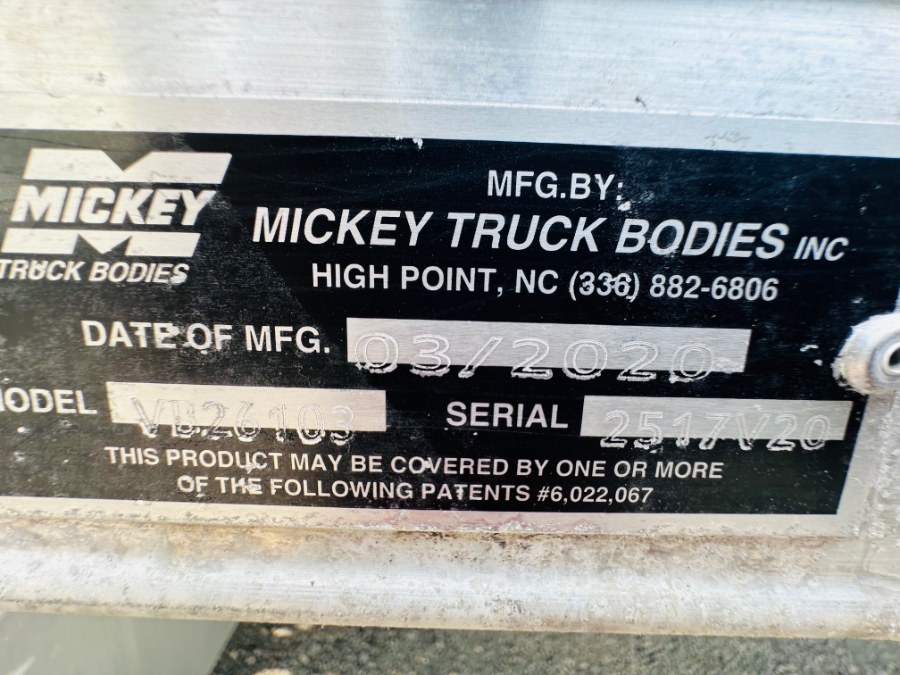 MICKEY
TRUCK BODIES
MFG.BY:
MICKEY TRUCK BODIES INC
HIGH POINT, NC (336) 882-6806
DATE OF MFG. 03/2020
MODEL VB26103 SERIAL 2517V20
THIS PRODUCT MAY BE COVERED BY ONE OR MORE
OF THE FOLLOWING PATENTS #6,022,067